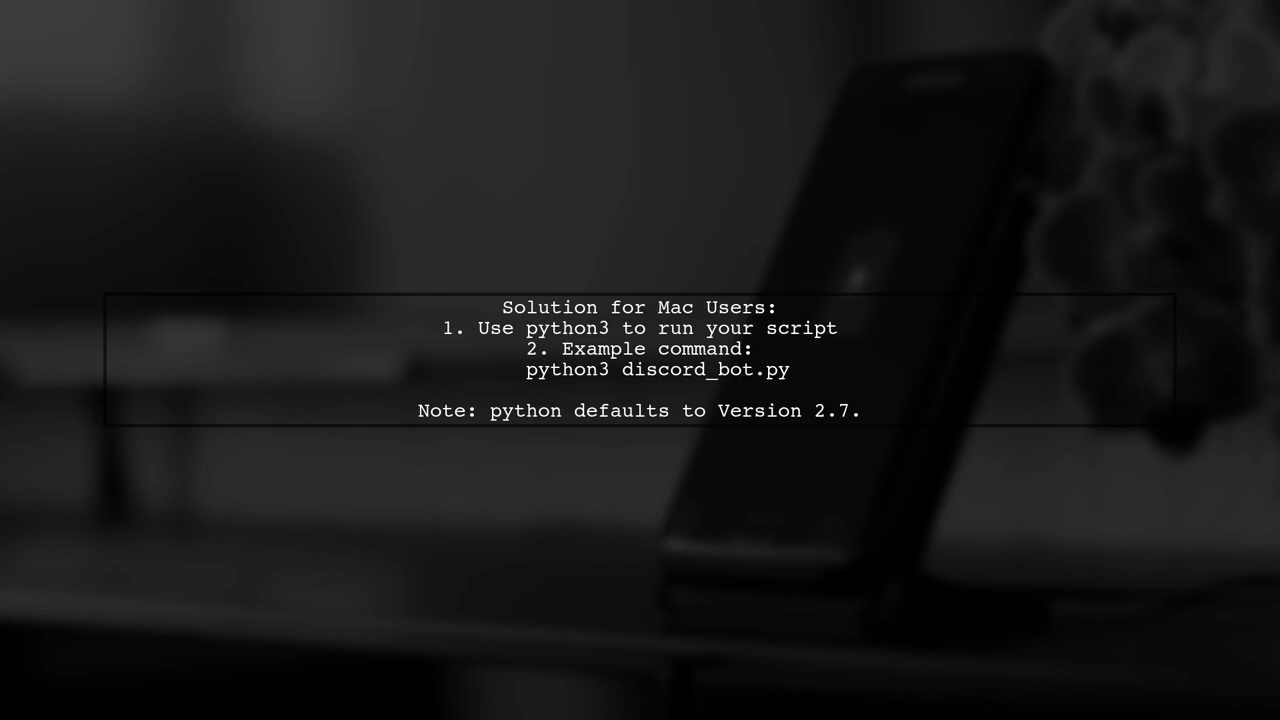 Solution for Mac Users:
1. Use python3 to run your script
2. Example command:
python3 discord_bot.py
Note: python defaults to Version 2.7.